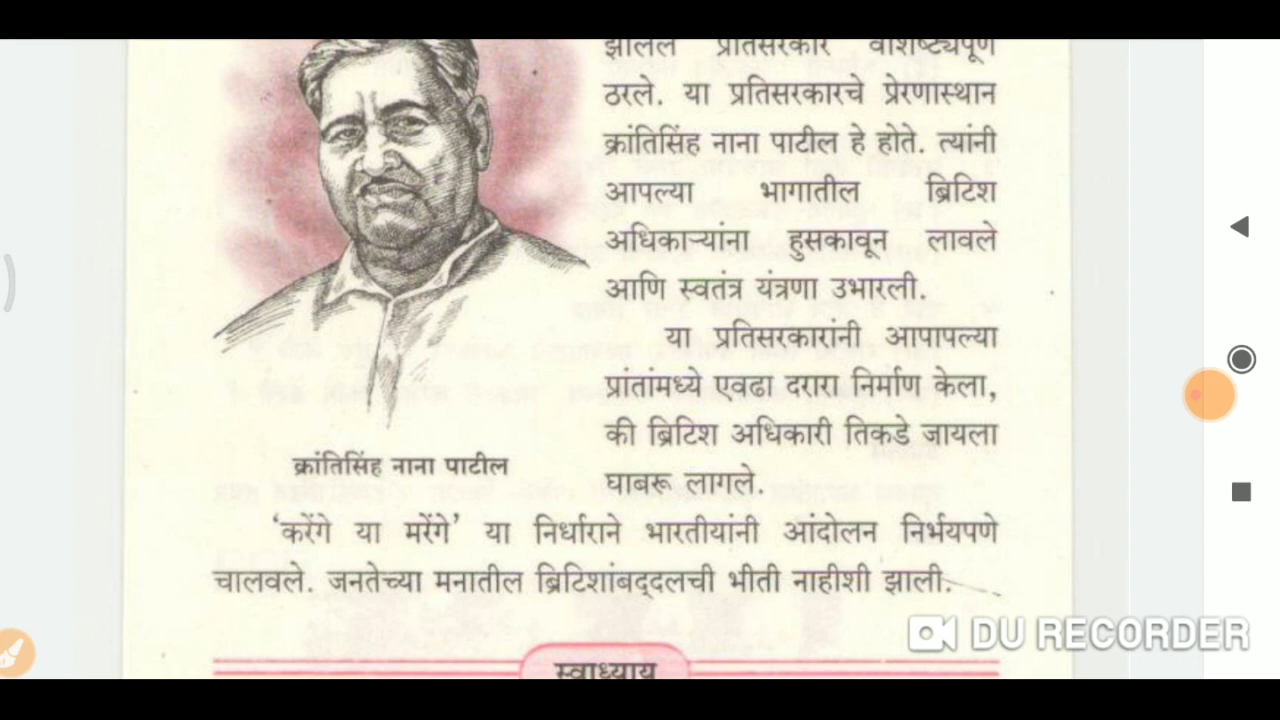 झालेले प्रतिसरकार वैशिष्ट्यपूर्ण
ठरले. या प्रतिसरकारचे प्रेरणास्थान
क्रांतिसिंह नाना पाटील हे होते. त्यांनी
आपल्या भागातील ब्रिटिश
अधिकाऱ्यांना हुसकावून लावले
आणि स्वतंत्र यंत्रणा उभारली.
या प्रतिसरकारांनी आपापल्या
प्रांतांमध्ये एवढा दरारा निर्माण केला,
की ब्रिटिश अधिकारी तिकडे जायला
घाबरू लागले.
क्रांतिसिंह नाना पाटील
‘करेंगे या मरेंगे’ या निर्धाराने भारतीयांनी आंदोलन निर्भयपणे
चालवले. जनतेच्या मनातील ब्रिटिशांबद्दलची भीती नाहीशी झाली.
स्वाध्याय
DU RECORDER